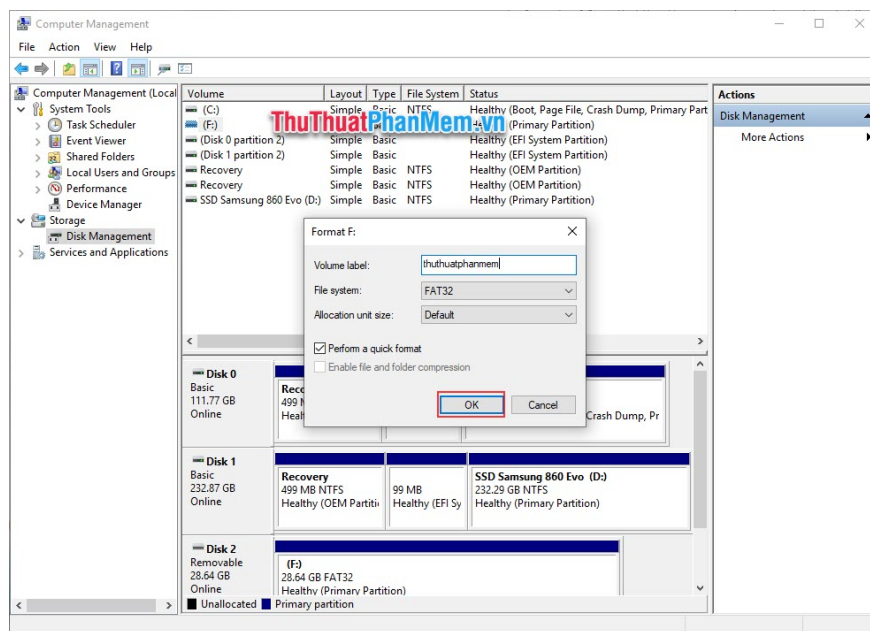 Computer Management
File Action View Help
Computer Management (Local
System Tools
Task Scheduler
Event Viewer
Shared Folders
Local Users and Groups
Performance
Device Manager
Storage
Disk Management
Services and Applications
Volume Layout Type File System Status
(C:) Simple Basic NTFS Healthy (Boot, Page File, Crash Dump, Primary Part
(F:) (Primary Partition)
ThuThuatPhanMem.vn
(Disk 0 partition 2) Simple Basic Healthy (EFI System Partition)
(Disk 1 partition 2) Simple Basic Healthy (EFI System Partition)
Recovery Simple Basic NTFS Healthy (OEM Partition)
Recovery Simple Basic NTFS Healthy (OEM Partition)
SSD Samsung 860 Evo (D:) Simple Basic NTFS Healthy (Primary Partition)
Actions
Disk Management
More Actions
Format F:
Volume label: thuthuatphanmem
File system: FAT32
Allocation unit size: Default
Perform a quick format
Enable file and folder compression
OK Cancel
Disk 0
Basic
111.77 GB
Online
Reco
499 M
Healt
Crash Dump, Pr
Disk 1
Basic
232.87 GB
Online
Recovery
499 MB NTFS
Healthy (OEM Partiti
99 MB
Healthy (EFI Sy
SSD Samsung 860 Evo (D:)
232.29 GB NTFS
Healthy (Primary Partition)
Disk 2
Removable
28.64 GB
Online
(F:)
28.64 GB FAT32
Healthy (Primary Partition)
Unallocated Primary partition